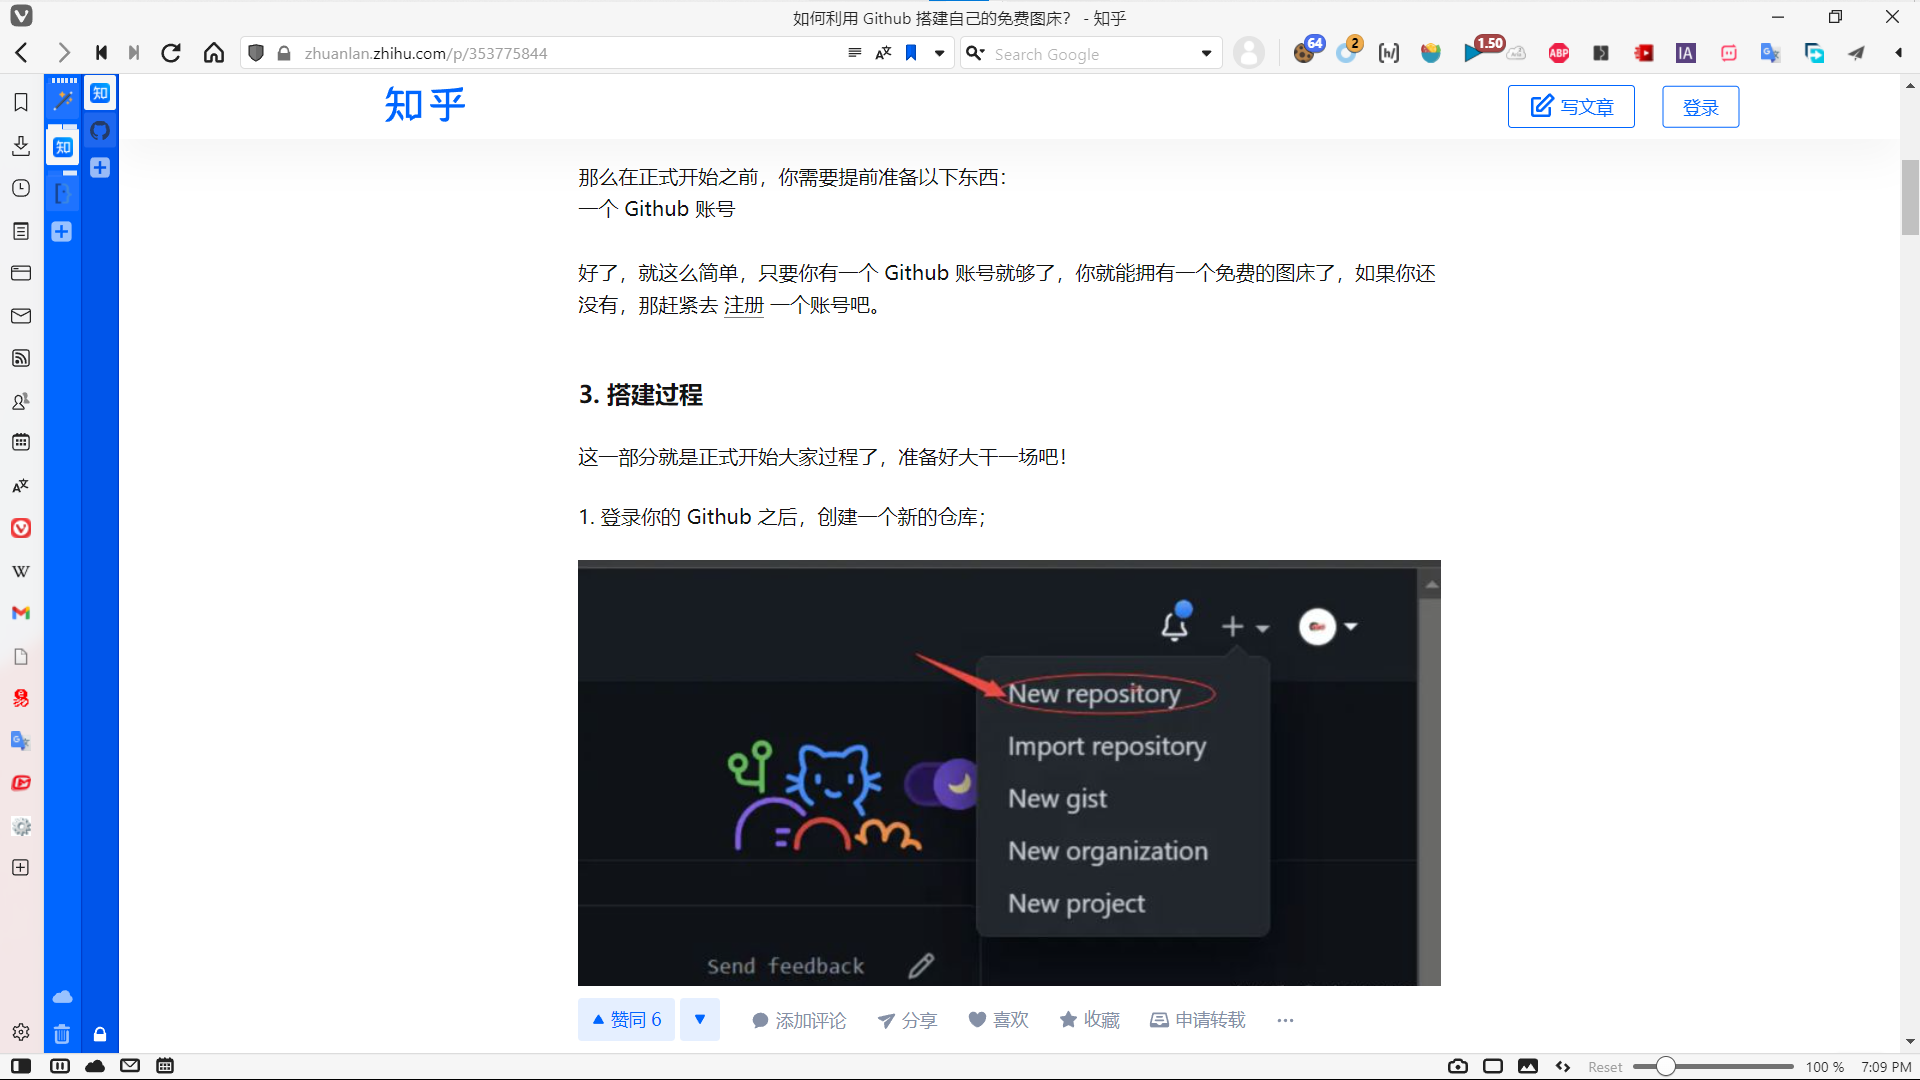 如何利用 Github 搭建自己的免费图床？ - 知乎
zhuanlan.zhihu.com/p/353775844
Search Google
64
2
1.50
ABP
IA
知乎
写文章
登录
那么在正式开始之前，你需要提前准备以下东西：
一个 Github 账号
好了，就这么简单，只要你有一个 Github 账号就够了，你就能拥有一个免费的图床了，如果你还
没有，那赶紧去 注册 一个账号吧。
3. 搭建过程
这一部分就是正式开始大家过程了，准备好大干一场吧！
1. 登录你的 Github 之后，创建一个新的仓库；
New repository
Import repository
New gist
New organization
New project
Send feedback
赞同 6
添加评论
分享
喜欢
收藏
申请转载
Reset
100 %
7:09 PM